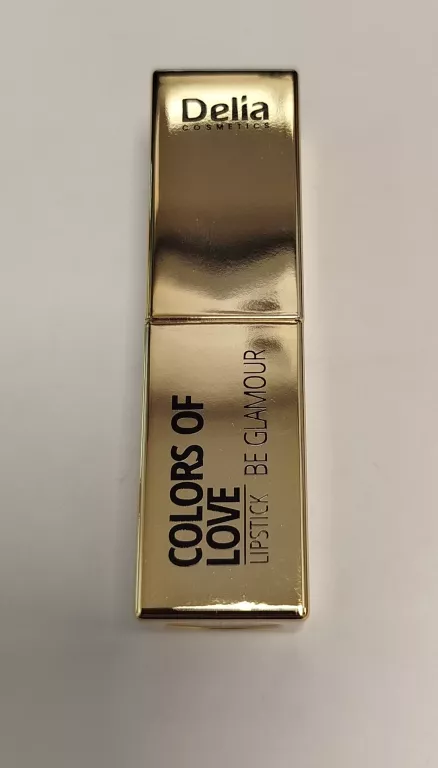 Delia
COSMETICS
COLORS OF
LOVE
LIPSTICK BE GLAMOUR